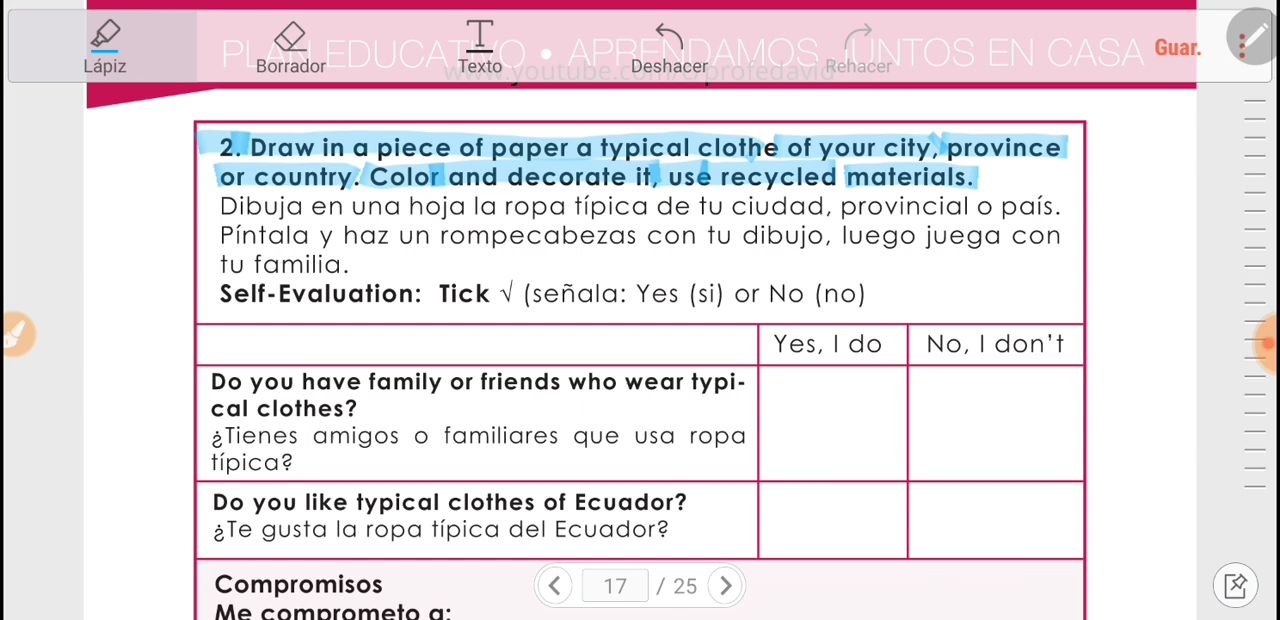 PLAN EDUCATIVO • APRENDAMOS JUNTOS EN CASA
Lápiz
Borrador
Texto
Deshacer
Rehacer
Guar.
2. Draw in a piece of paper a typical clothe of your city, province
or country. Color and decorate it, use recycled materials.
Dibuja en una hoja la ropa típica de tu ciudad, provincial o país.
Píntala y haz un rompecabezas con tu dibujo, luego juega con
tu familia.
Self-Evaluation: Tick √ (señala: Yes (si) or No (no)
Yes, I do
No, I don't
Do you have family or friends who wear typi-
cal clothes?
¿Tienes amigos o familiares que usa ropa
típica?
Do you like typical clothes of Ecuador?
¿Te gusta la ropa típica del Ecuador?
Compromisos
Me comprometo a:
17 / 25